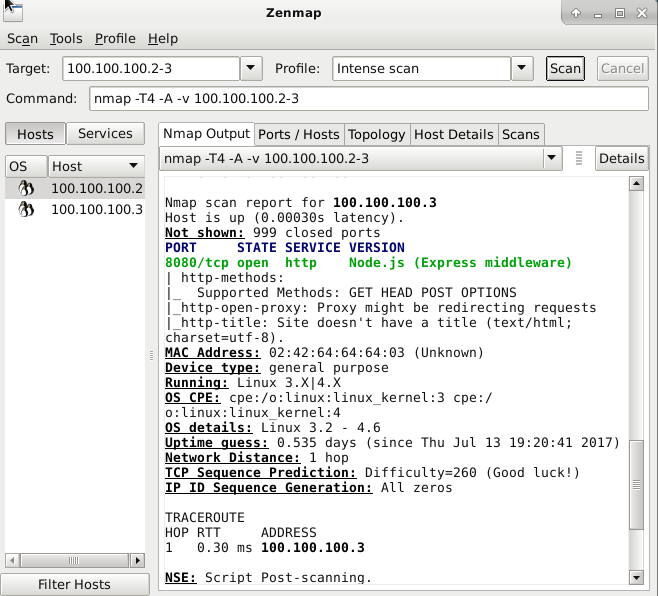 Zenmap
Scan Tools Profile Help
Target: 100.100.100.2-3 Profile: Intense scan Scan Cancel
Command: nmap -T4 -A -v 100.100.100.2-3
Hosts Services
OS Host
100.100.100.2
100.100.100.3
Filter Hosts
Nmap Output Ports / Hosts Topology Host Details Scans
nmap -T4 -A -v 100.100.100.2-3 Details
Nmap scan report for 100.100.100.3
Host is up (0.00030s latency).
Not shown: 999 closed ports
PORT     STATE SERVICE VERSION
8080/tcp open  http    Node.js (Express middleware)
| http-methods:
|_  Supported Methods: GET HEAD POST OPTIONS
|_http-open-proxy: Proxy might be redirecting requests
|_http-title: Site doesn't have a title (text/html;
charset=utf-8).
MAC Address: 02:42:64:64:64:03 (Unknown)
Device type: general purpose
Running: Linux 3.X|4.X
OS CPE: cpe:/o:linux:linux_kernel:3 cpe:/
o:linux:linux_kernel:4
OS details: Linux 3.2 - 4.6
Uptime guess: 0.535 days (since Thu Jul 13 19:20:41 2017)
Network Distance: 1 hop
TCP Sequence Prediction: Difficulty=260 (Good luck!)
IP ID Sequence Generation: All zeros
TRACEROUTE
HOP RTT     ADDRESS
1   0.30 ms 100.100.100.3
NSE: Script Post-scanning.